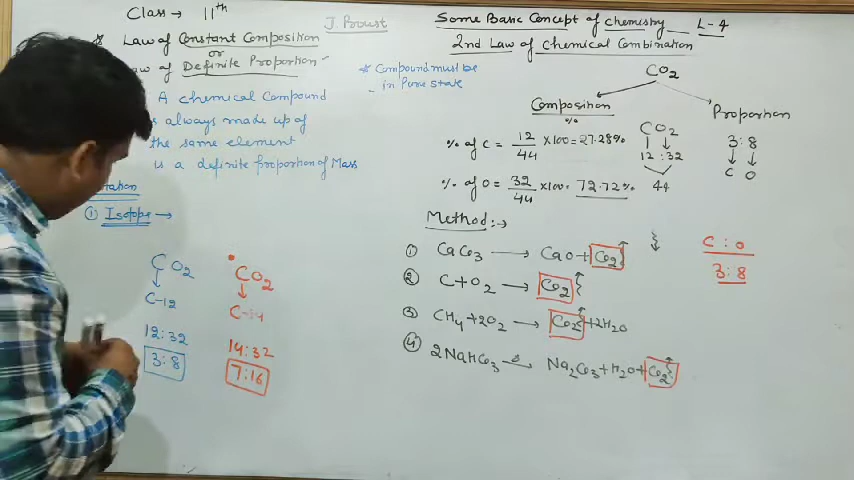 Class → 11th
J. Proust
* Law of Constant Composition
or
Law of Definite Proportion
* Compound must be
in Pure state
A chemical Compound
is always made up of
the same element
is a definite proportion of Mass
① Isotope →
CO2
C-12
12:32
3:8
CO2
C-14
14:32
7:16
Some Basic Concept of Chemistry L-4
2nd Law of Chemical Combination
CO2
Composition
%
Proportion
% of C = 12/44 ×100=27.28%
% of O = 32/44 ×100= 72.72%
CO2
12 :32
44
3:8
C O
Method:→
① CaCO3 → CaO+ CO2
② C+O2 → CO2
③ CH4+2O2 → CO2+2H2O
④ 2NaHCO3 →Δ Na2CO3+H2O+CO2
C : O
3:8